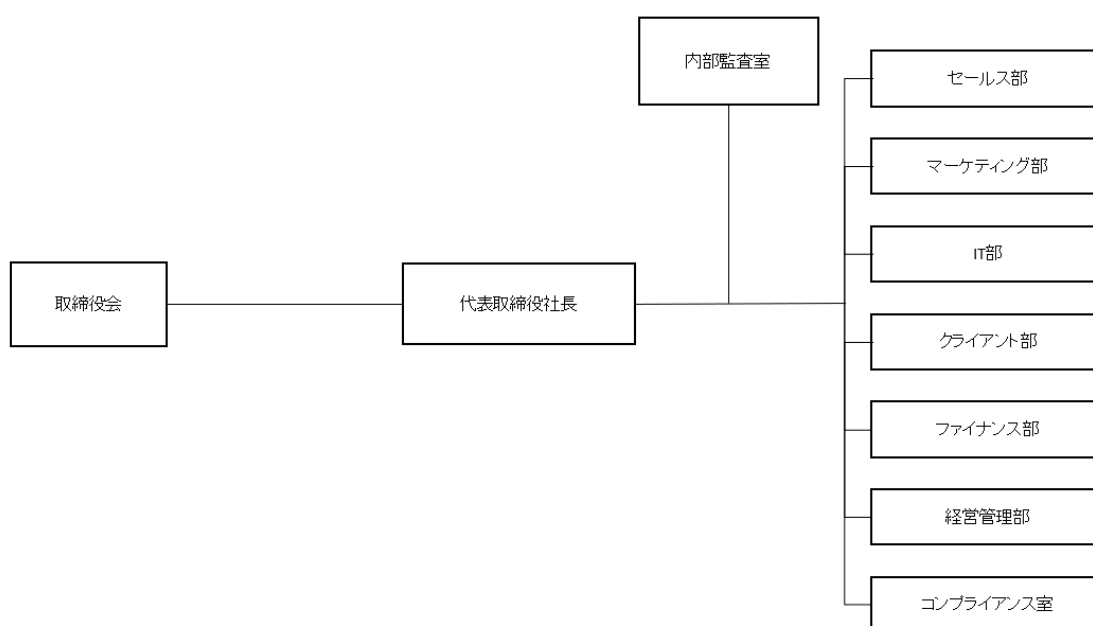 内部監査室
セールス部
マーケティング部
IT部
取締役会
代表取締役社長
クライアント部
ファイナンス部
経営管理部
コンプライアンス室